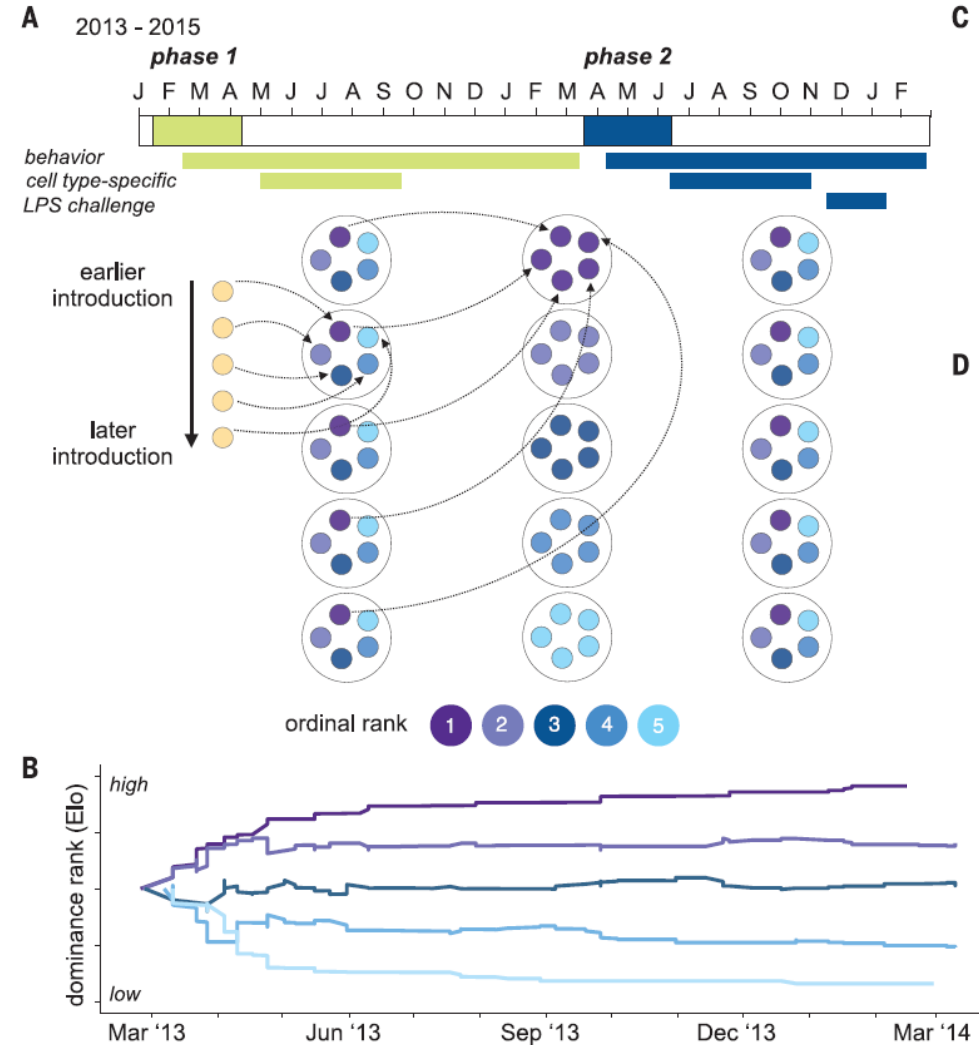 A
2013 - 2015
C
phase 1
phase 2
J F M A M J J A S O N D J F M A M J J A S O N D J F
behavior
cell type-specific
LPS challenge
earlier
introduction
later
introduction
D
ordinal rank 1 2 3 4 5
B
dominance rank (Elo)
high
low
Mar ‘13 Jun ‘13 Sep ‘13 Dec ‘13 Mar ‘14